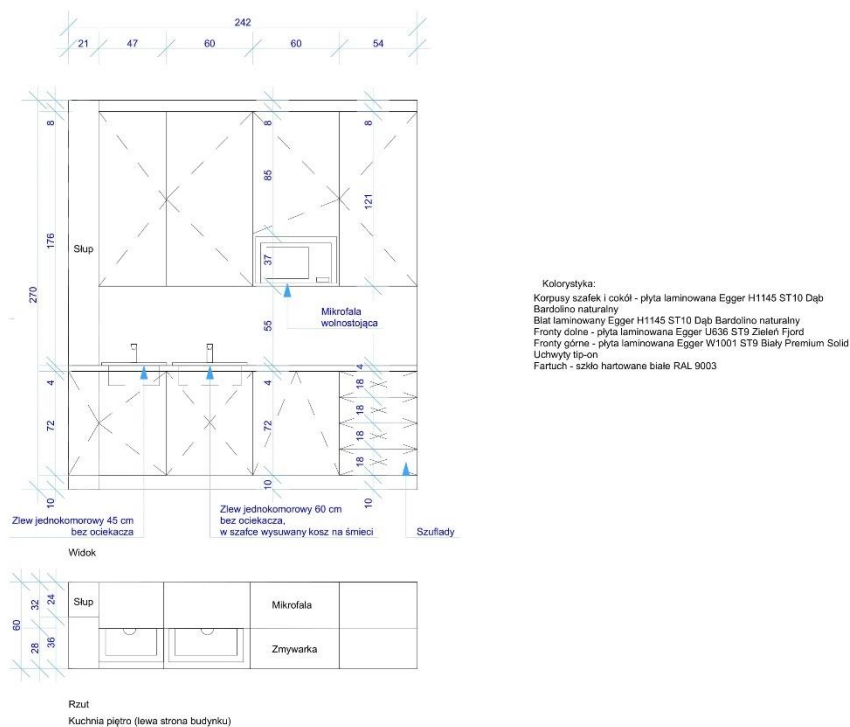 242
21 47 60 60 54
8 8 8
85
121
176
Słup
37
270
Mikrofala
wolnostojąca
55
4 4 4
18
18
72 72
18
18
10 10 10
Zlew jednokomorowy 45 cm
bez ociekacza
Zlew jednokomorowy 60 cm
bez ociekacza,
w szafce wysuwany kosz na śmieci
Szuflady
Widok
Kolorystyka:
Korpusy szafek i cokół - płyta laminowana Egger H1145 ST10 Dąb
Bardolino naturalny
Blat laminowany Egger H1145 ST10 Dąb Bardolino naturalny
Fronty dolne - płyta laminowana Egger U636 ST9 Zieleń Fjord
Fronty górne - płyta laminowana Egger W1001 ST9 Biały Premium Solid
Uchwyty tip-on
Fartuch - szkło hartowane białe RAL 9003
60 32 24 Słup Mikrofala
28 36 Zmywarka
Rzut
Kuchnia piętro (lewa strona budynku)